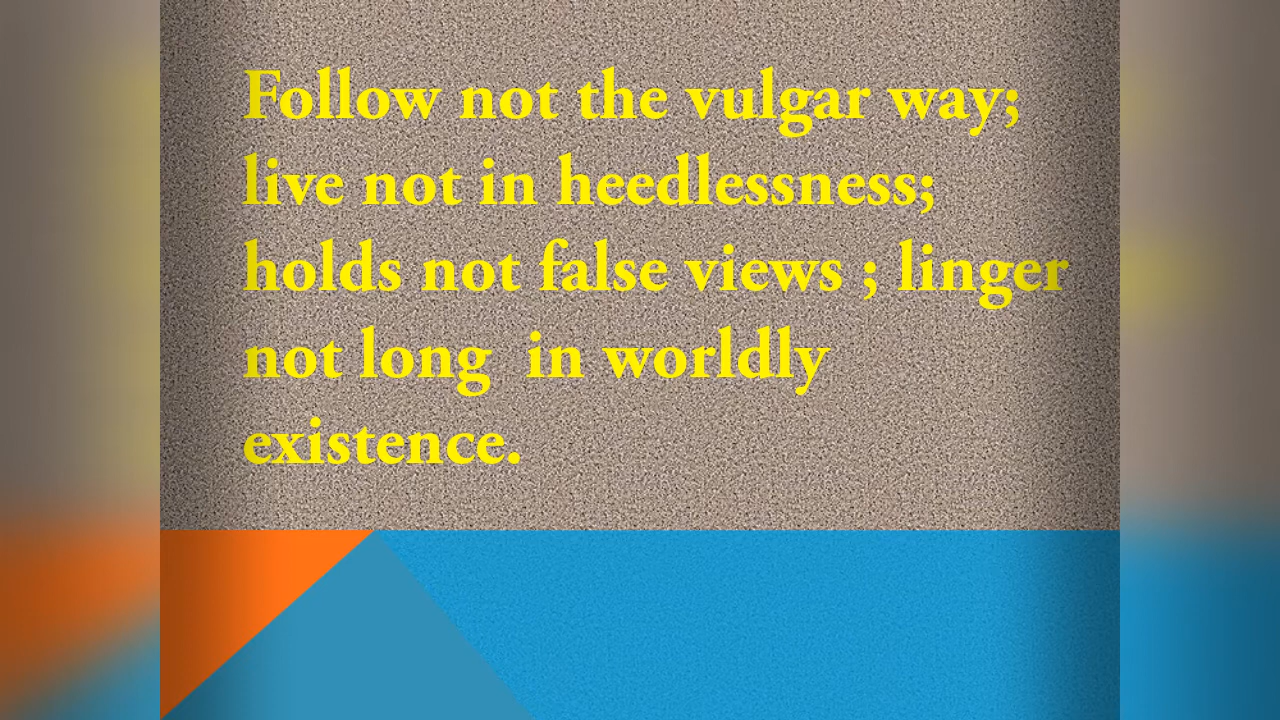 Follow not the vulgar way;
live not in heedlessness;
holds not false views ; linger
not long  in worldly
existence.